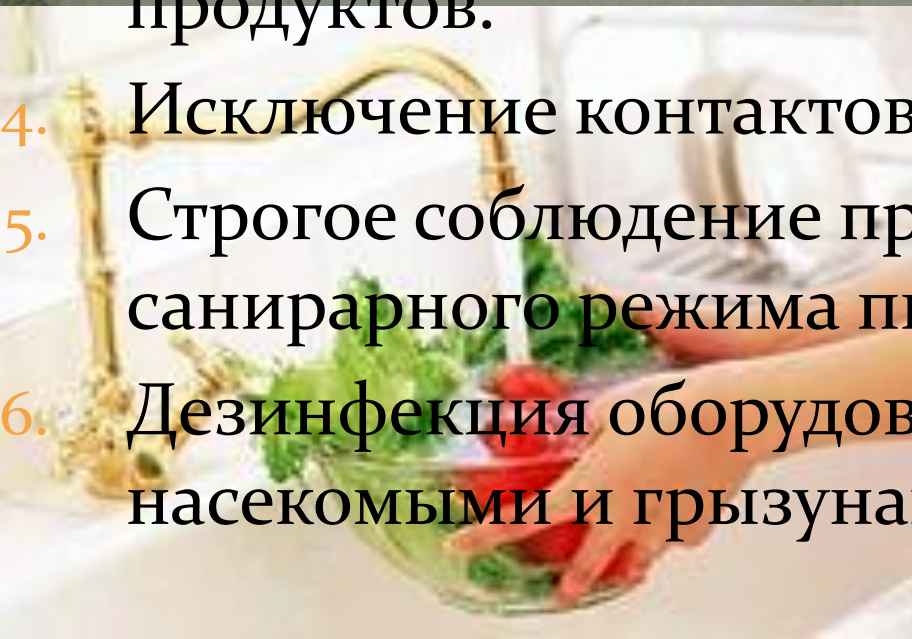 продуктов.
4. Исключение контактов
5. Строгое соблюдение пр
санирарного режима
6. Дезинфекция оборудов
насекомыми и грызуна